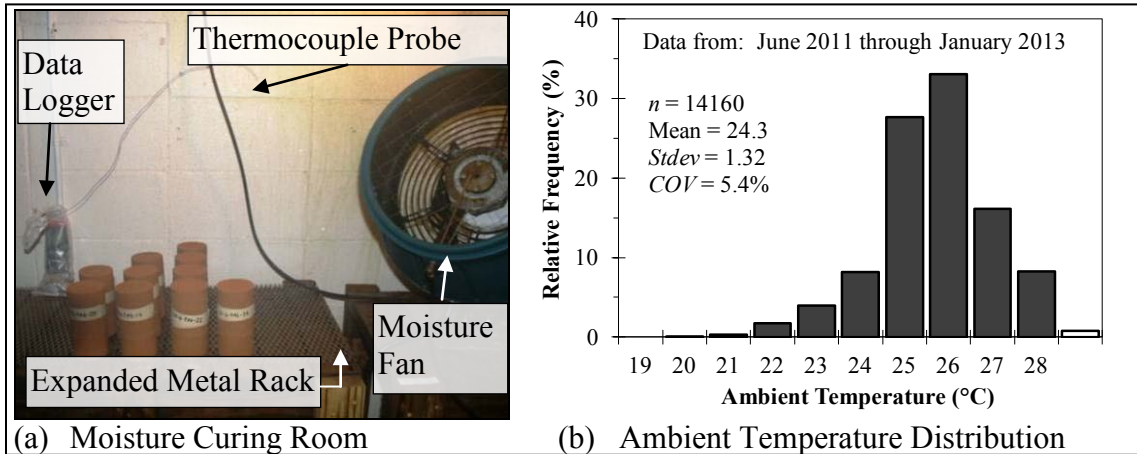 Thermocouple Probe
Data
Logger
Moisture
Fan
Expanded Metal Rack
(a) Moisture Curing Room
Data from: June 2011 through January 2013
n = 14160
Mean = 24.3
Stdev = 1.32
COV = 5.4%
Relative Frequency (%)
40
30
20
10
0
19 20 21 22 23 24 25 26 27 28
Ambient Temperature (°C)
(b) Ambient Temperature Distribution